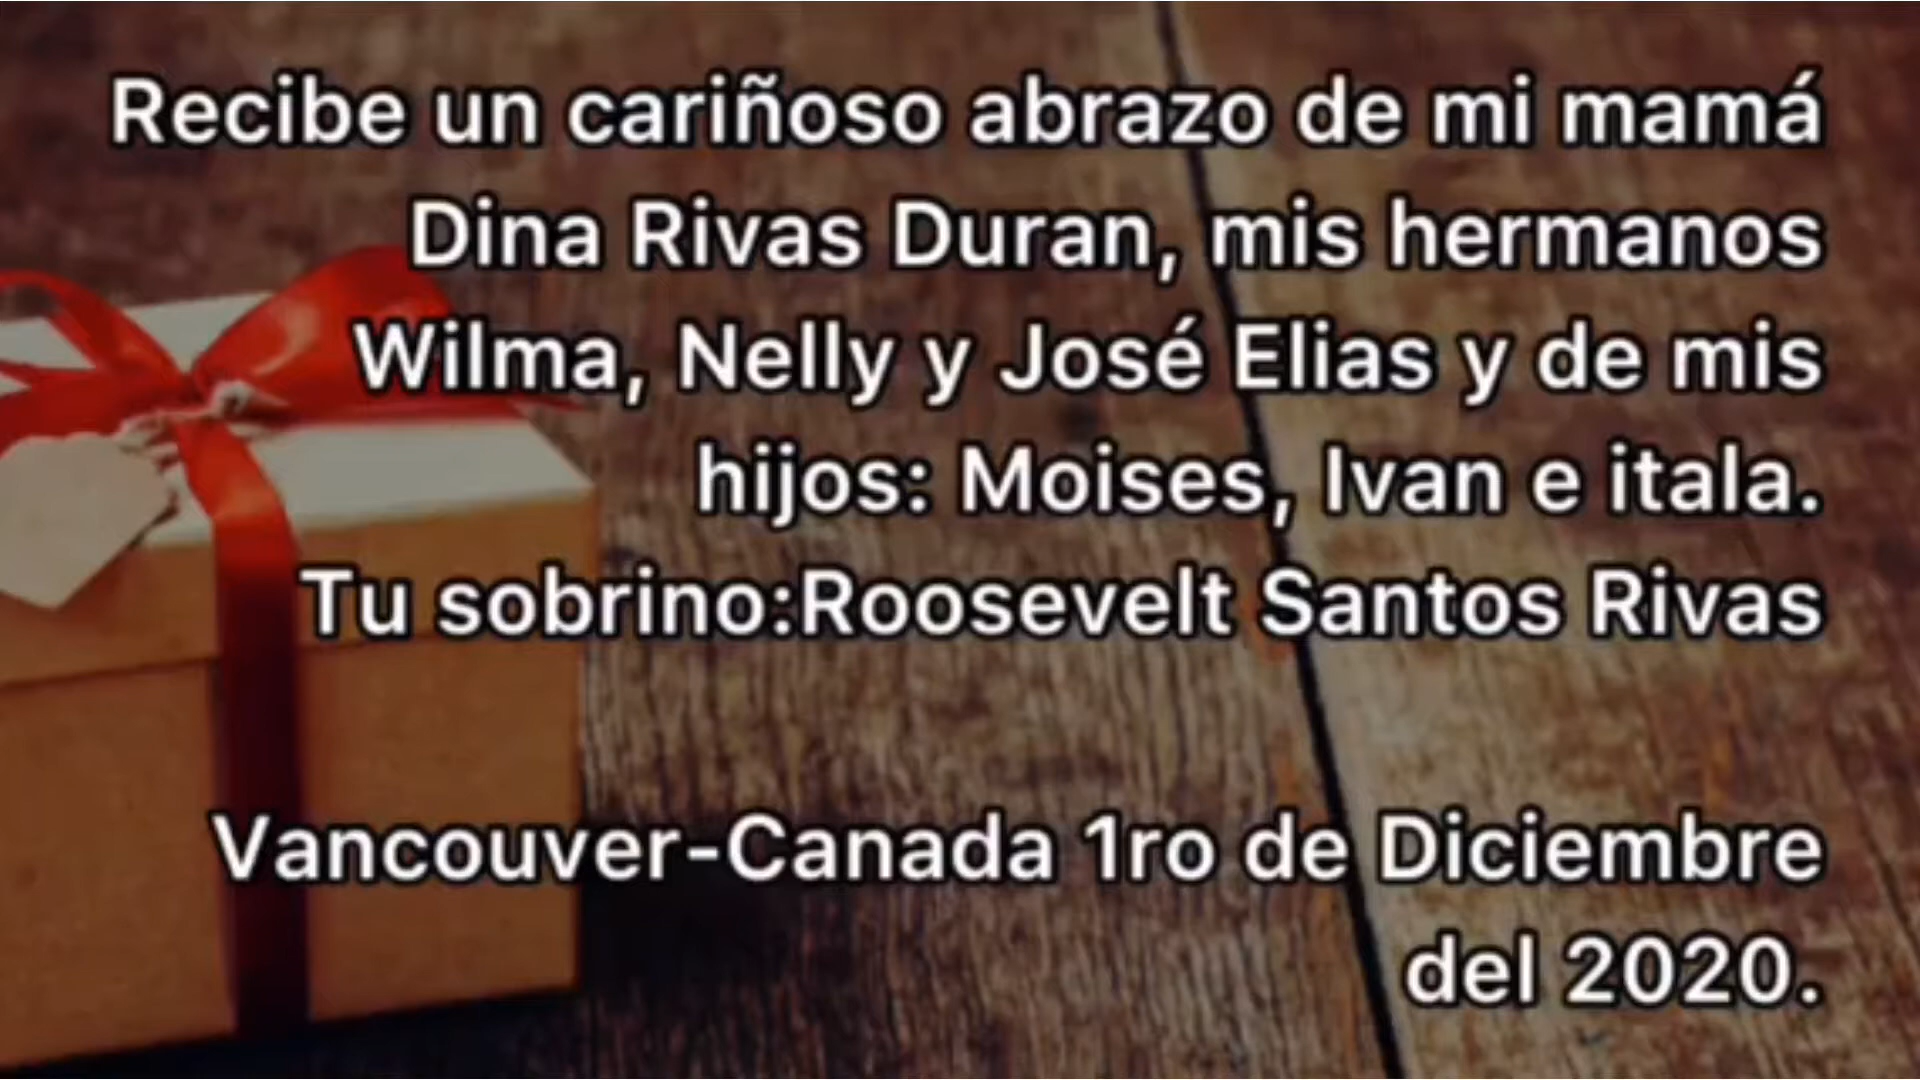 Recibe un cariñoso abrazo de mi mamá
Dina Rivas Duran, mis hermanos
Wilma, Nelly y José Elias y de mis
hijos: Moises, Ivan e itala.
Tu sobrino:Roosevelt Santos Rivas
Vancouver-Canada 1ro de Diciembre
del 2020.